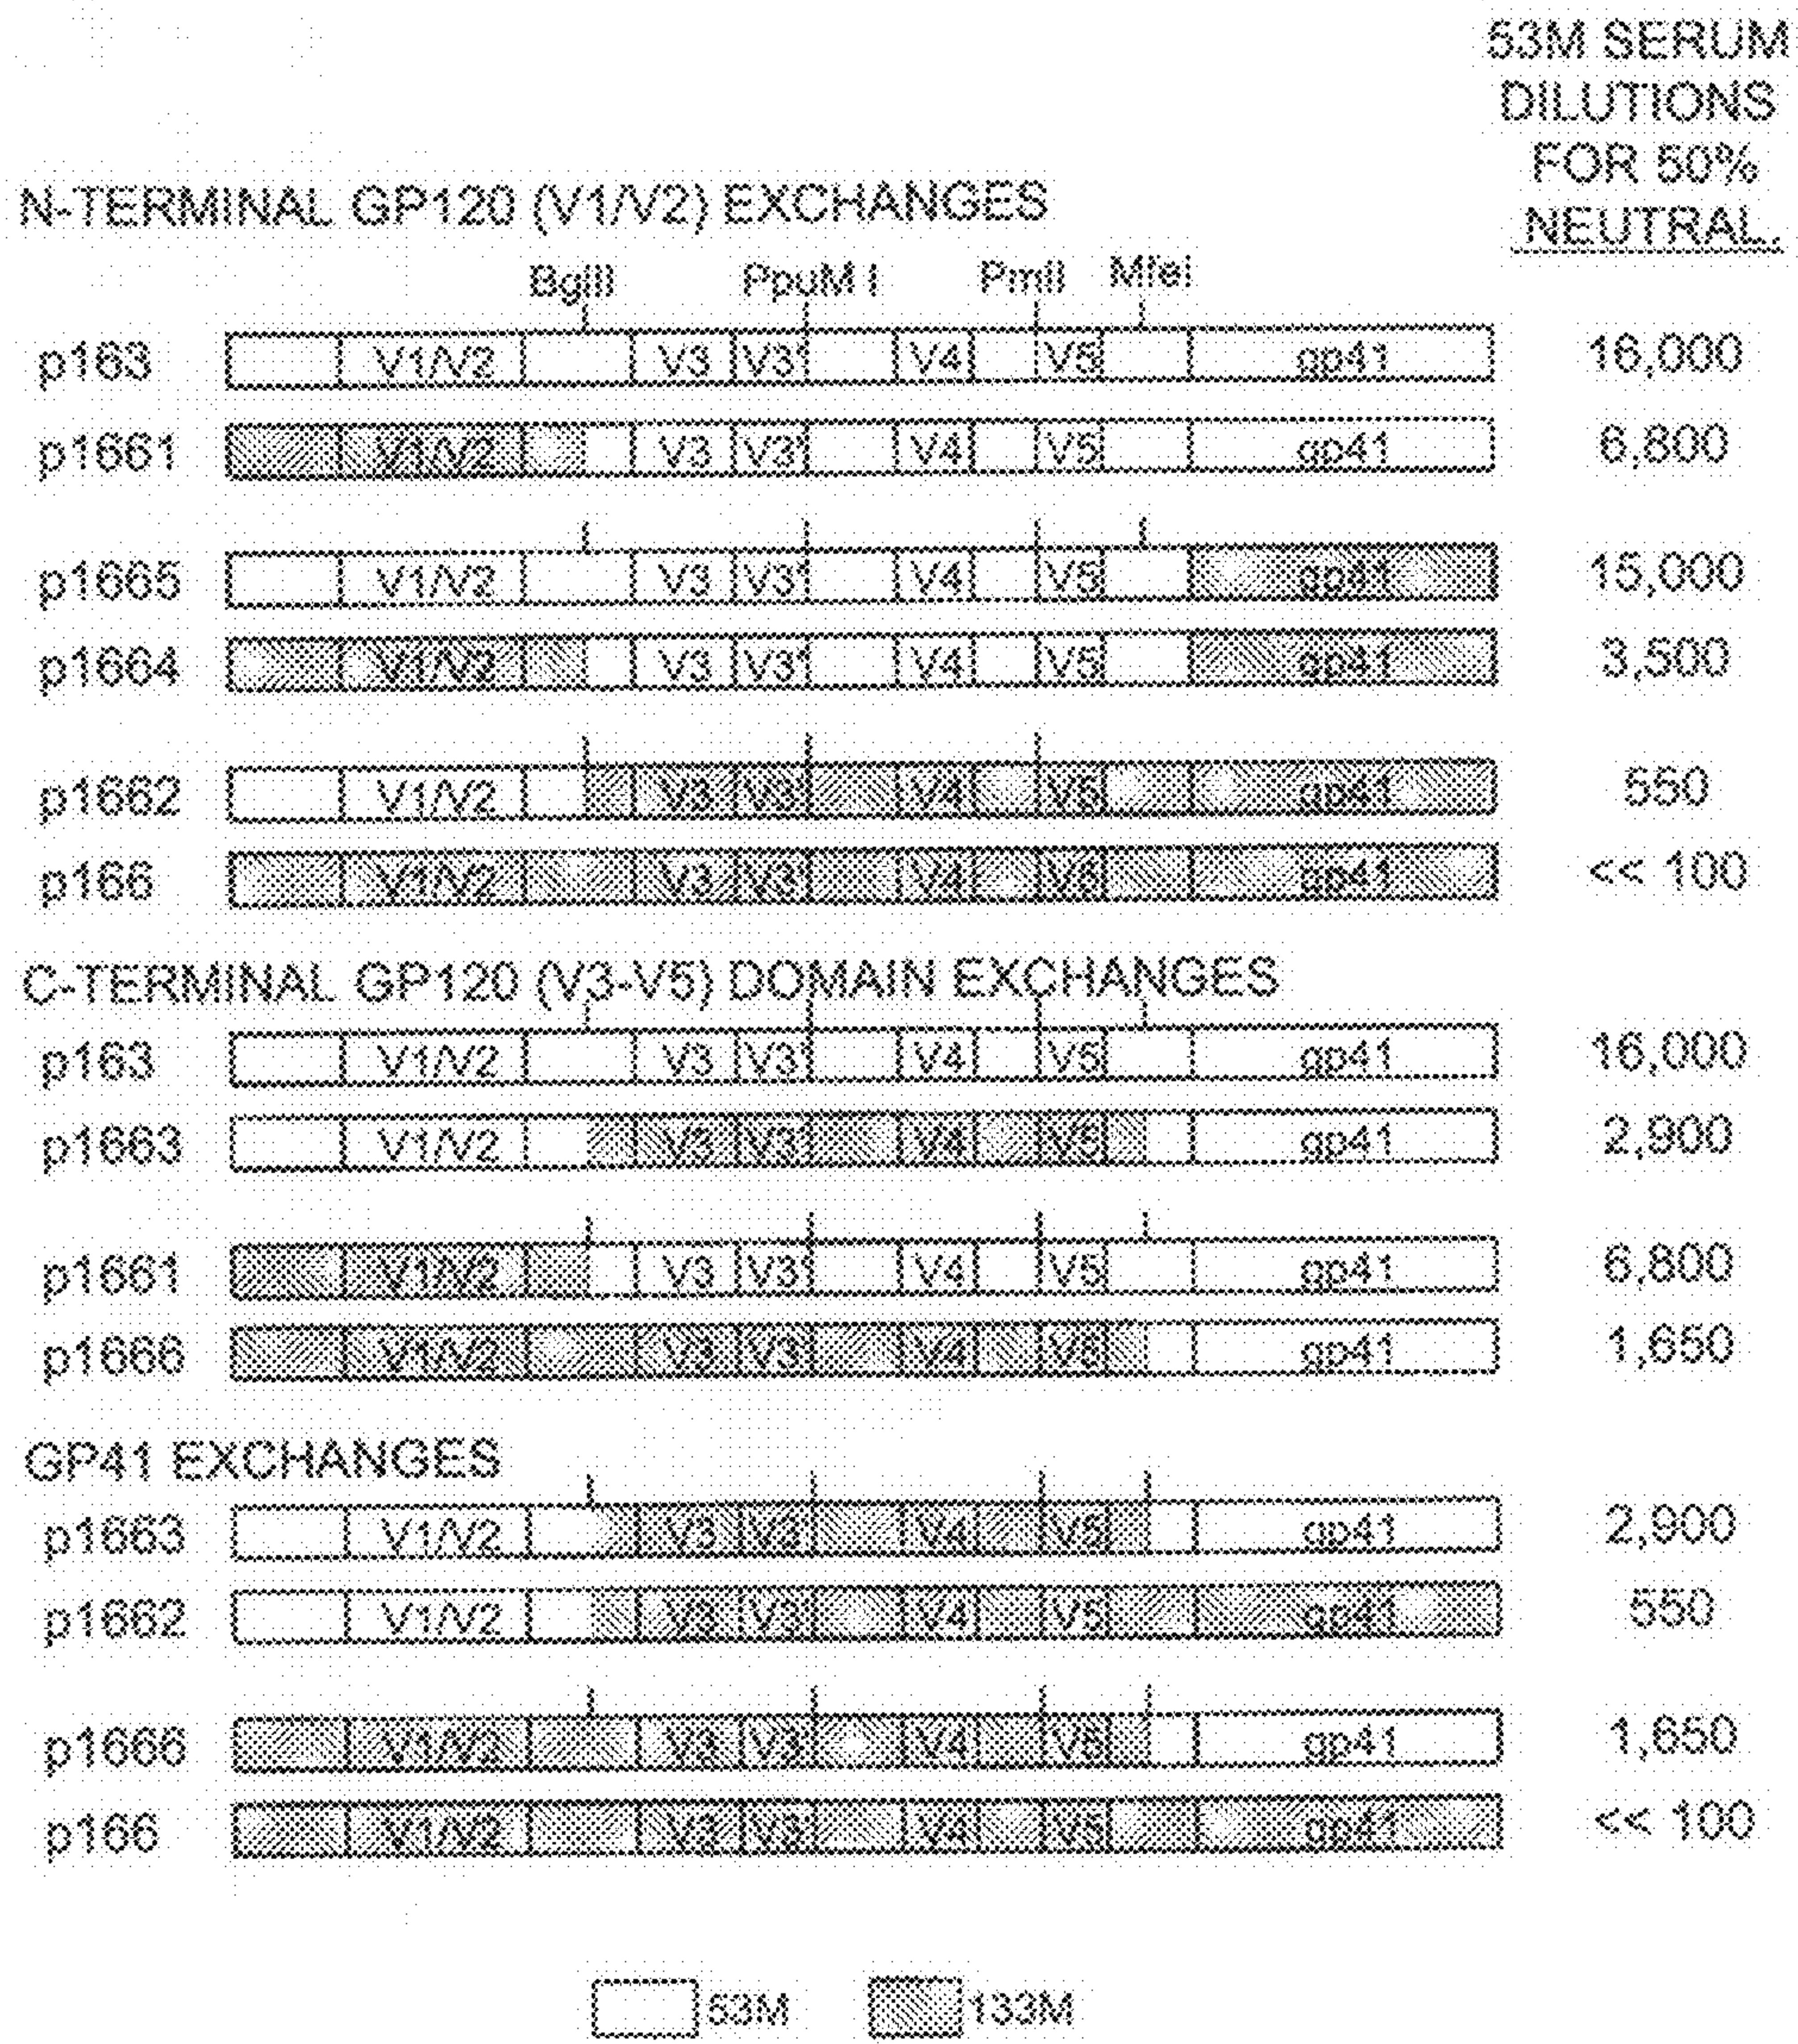 53M SERUM
DILUTIONS
FOR 50%
NEUTRAL.
N-TERMINAL GP120 (V1/V2) EXCHANGES
BglII PpuM I PmlI MfeI
p163 V1/V2 V3 V3' V4 V5 gp41 16,000
p1661 V1/V2 V3 V3' V4 V5 gp41 6,800
p1665 V1/V2 V3 V3' V4 V5 gp41 15,000
p1664 V1/V2 V3 V3' V4 V5 gp41 3,500
p1662 V1/V2 V3 V3' V4 V5 gp41 550
p166 V1/V2 V3 V3' V4 V5 gp41 << 100
C-TERMINAL GP120 (V3-V5) DOMAIN EXCHANGES
p163 V1/V2 V3 V3' V4 V5 gp41 16,000
p1663 V1/V2 V3 V3' V4 V5 gp41 2,900
p1661 V1/V2 V3 V3' V4 V5 gp41 6,800
p1666 V1/V2 V3 V3' V4 V5 gp41 1,650
GP41 EXCHANGES
p1663 V1/V2 V3 V3' V4 V5 gp41 2,900
p1662 V1/V2 V3 V3' V4 V5 gp41 550
p1666 V1/V2 V3 V3' V4 V5 gp41 1,650
p166 V1/V2 V3 V3' V4 V5 gp41 << 100
53M 133M